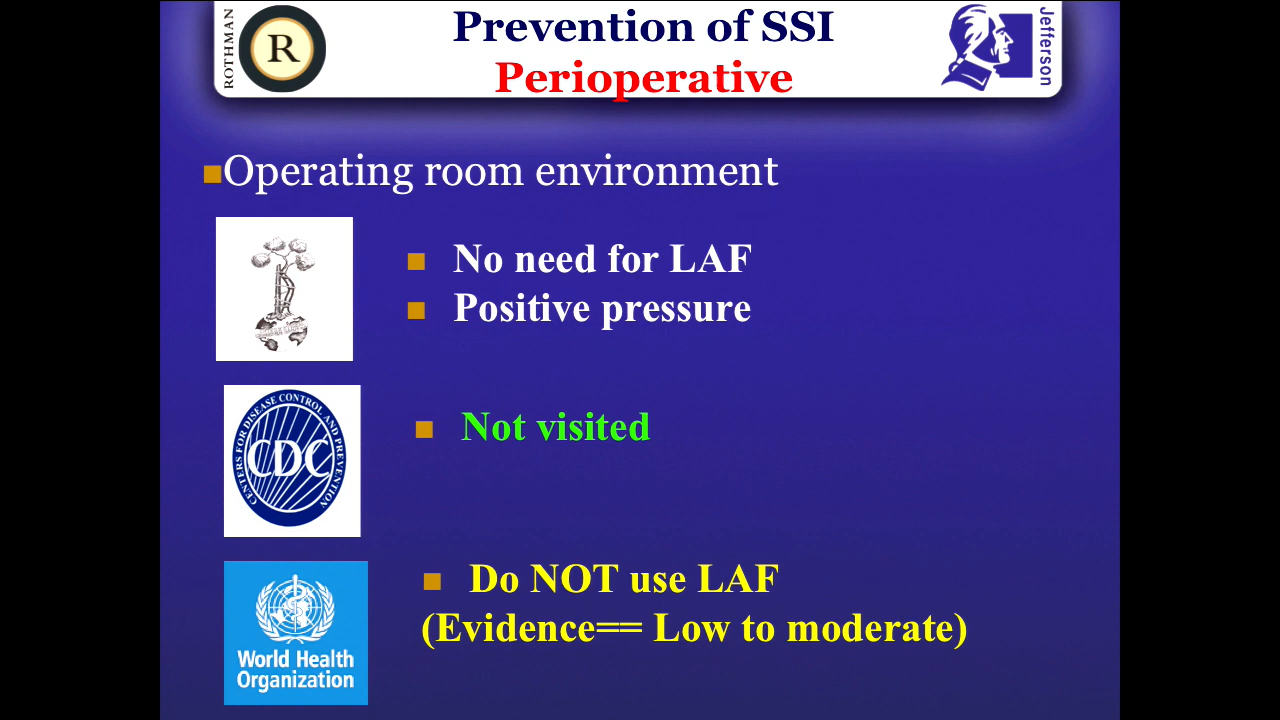 ROTHMAN
R
Prevention of SSI
Perioperative
Jefferson
Operating room environment
No need for LAF
Positive pressure
CENTERS FOR DISEASE CONTROL AND PREVENTION
CDC
Not visited
World Health
Organization
Do NOT use LAF
(Evidence== Low to moderate)